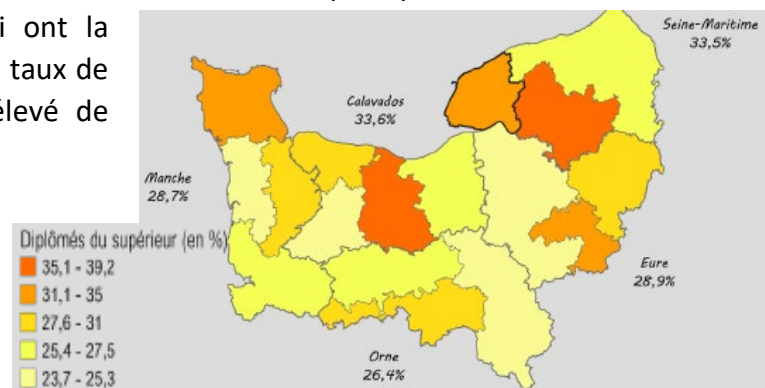 i ont la
taux de
élevé de
Seine-Maritime
33,5%
Calavados
33,6%
Manche
28,7%
Eure
28,9%
Orne
26,4%
Diplômés du supérieur (en %)
35,1 - 39,2
31,1 - 35
27,6 - 31
25,4 - 27,5
23,7 - 25,3